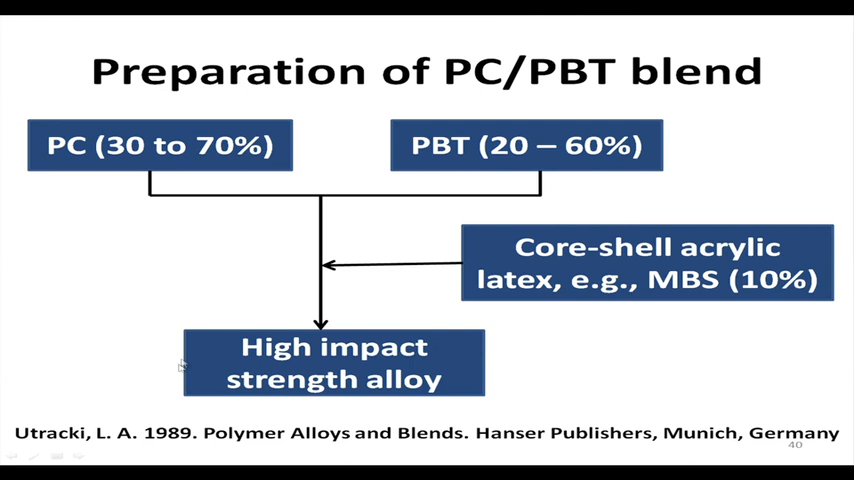 Preparation of PC/PBT blend
PC (30 to 70%)
PBT (20 – 60%)
Core-shell acrylic
latex, e.g., MBS (10%)
High impact
strength alloy
Utracki, L. A. 1989. Polymer Alloys and Blends. Hanser Publishers, Munich, Germany
40